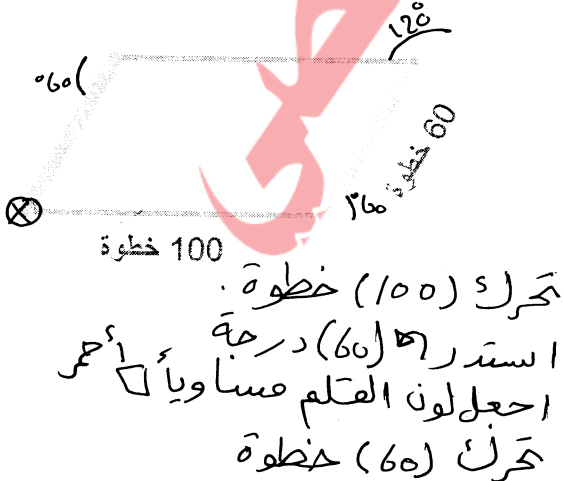 120°
60°
60 خطوة
60°
100 خطوة
تحرك (100) خطوة.
استدر (60) درجة
اجعل لون القلم مساوياً أحمر
تحرك (60) خطوة